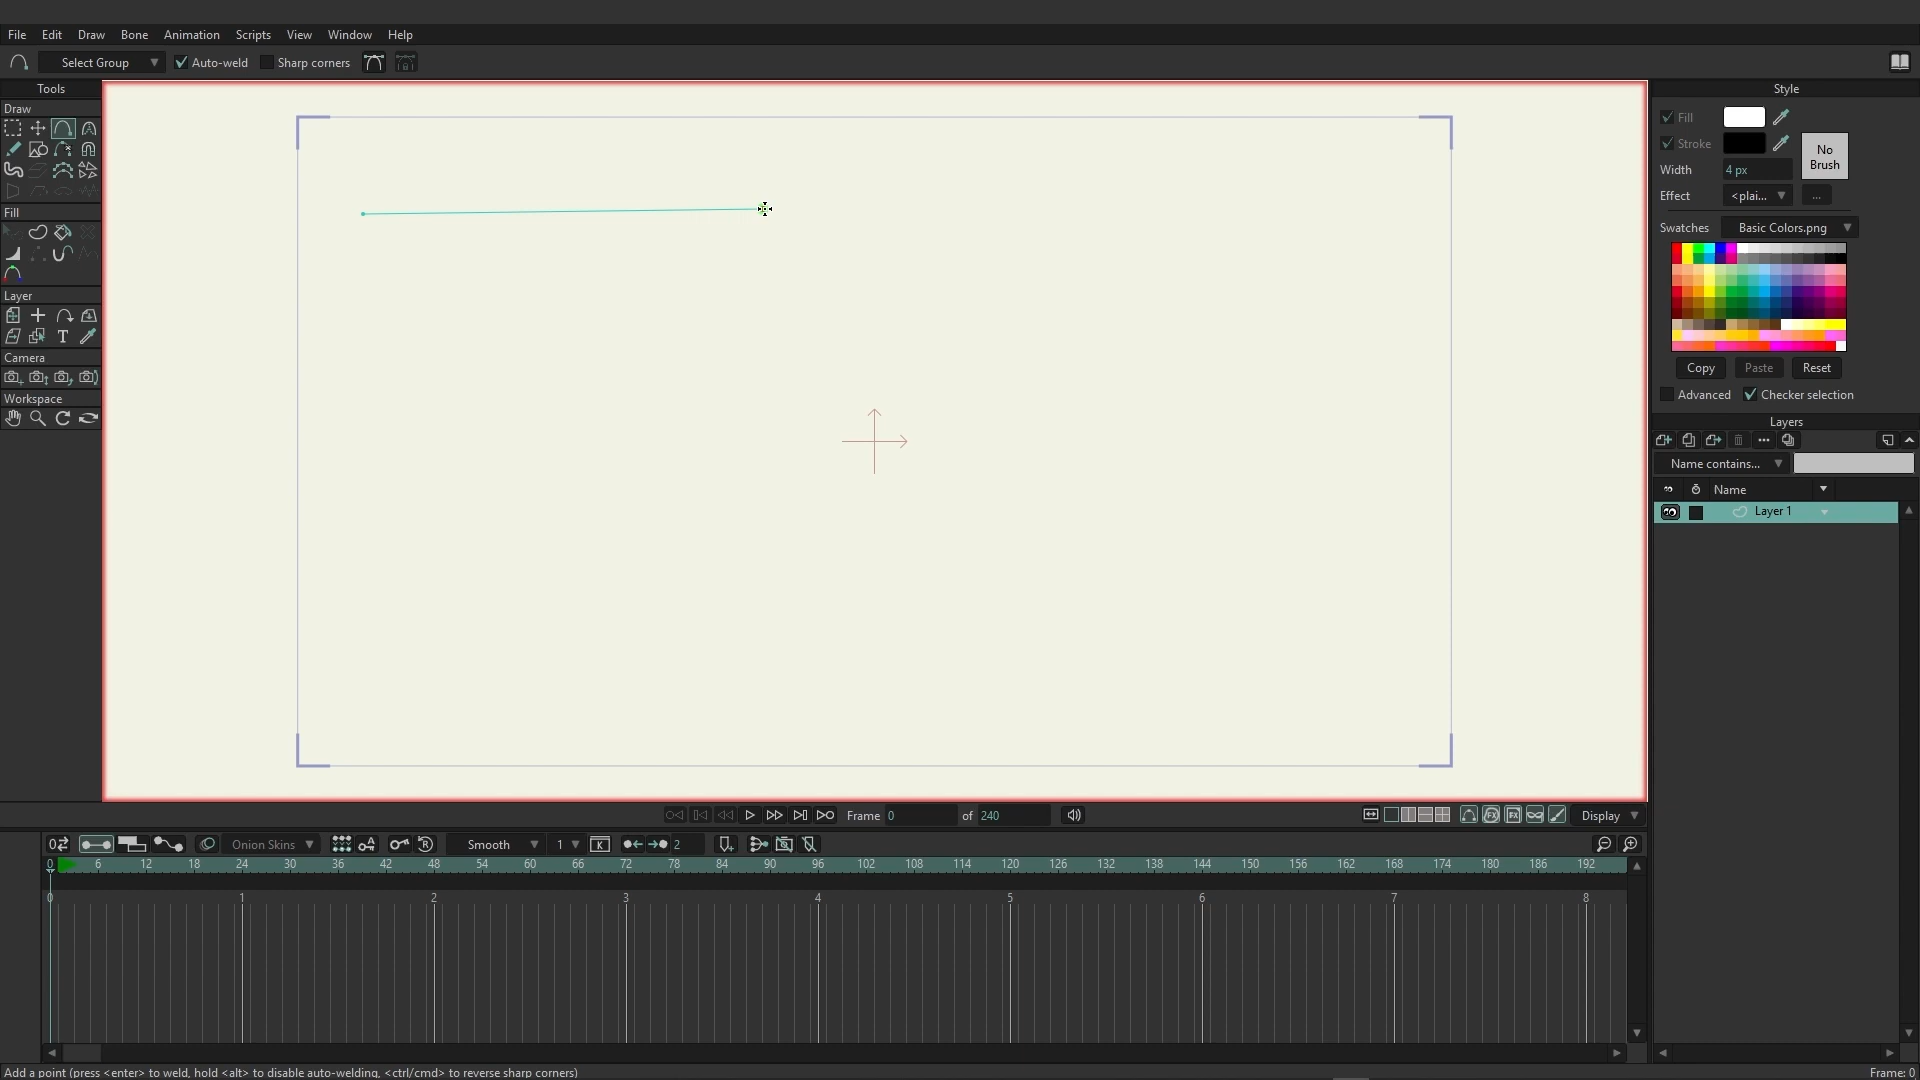 File Edit Draw Bone Animation Scripts View Window Help
Select Group Auto-weld Sharp corners
Tools
Draw
Fill
Layer
T
Camera
Workspace
Style
Fill
Stroke
No Brush
Width 4 px
Effect <plai... ...
Swatches Basic Colors.png
Copy Paste Reset
Advanced Checker selection
Layers
Name contains...
Name
Layer 1
Frame 0 of 240 Display
Onion Skins Smooth 1 K 2
0 6 12 18 24 30 36 42 48 54 60 66 72 78 84 90 96 102 108 114 120 126 132 138 144 150 156 162 168 174 180 186 192
0 1 2 3 4 5 6 7 8
Add a point (press <enter> to weld, hold <alt> to disable auto-welding, <ctrl/cmd> to reverse sharp corners) Frame: 0